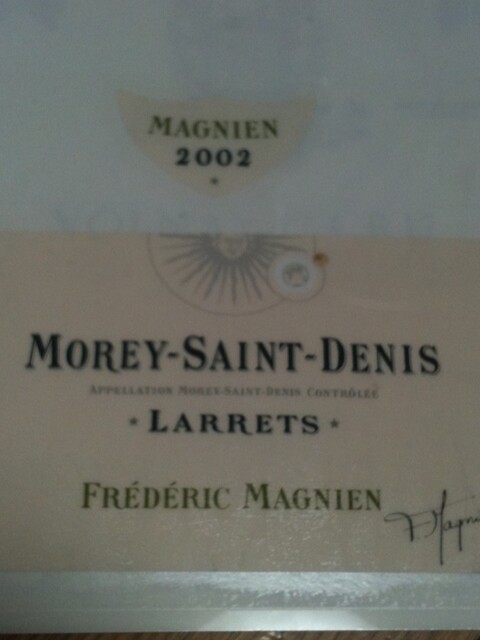 MAGNIEN
2002
MOREY-SAINT-DENIS
APPELLATION MOREY-SAINT-DENIS CONTRÔLÉE
* LARRETS *
FRÉDÉRIC MAGNIEN